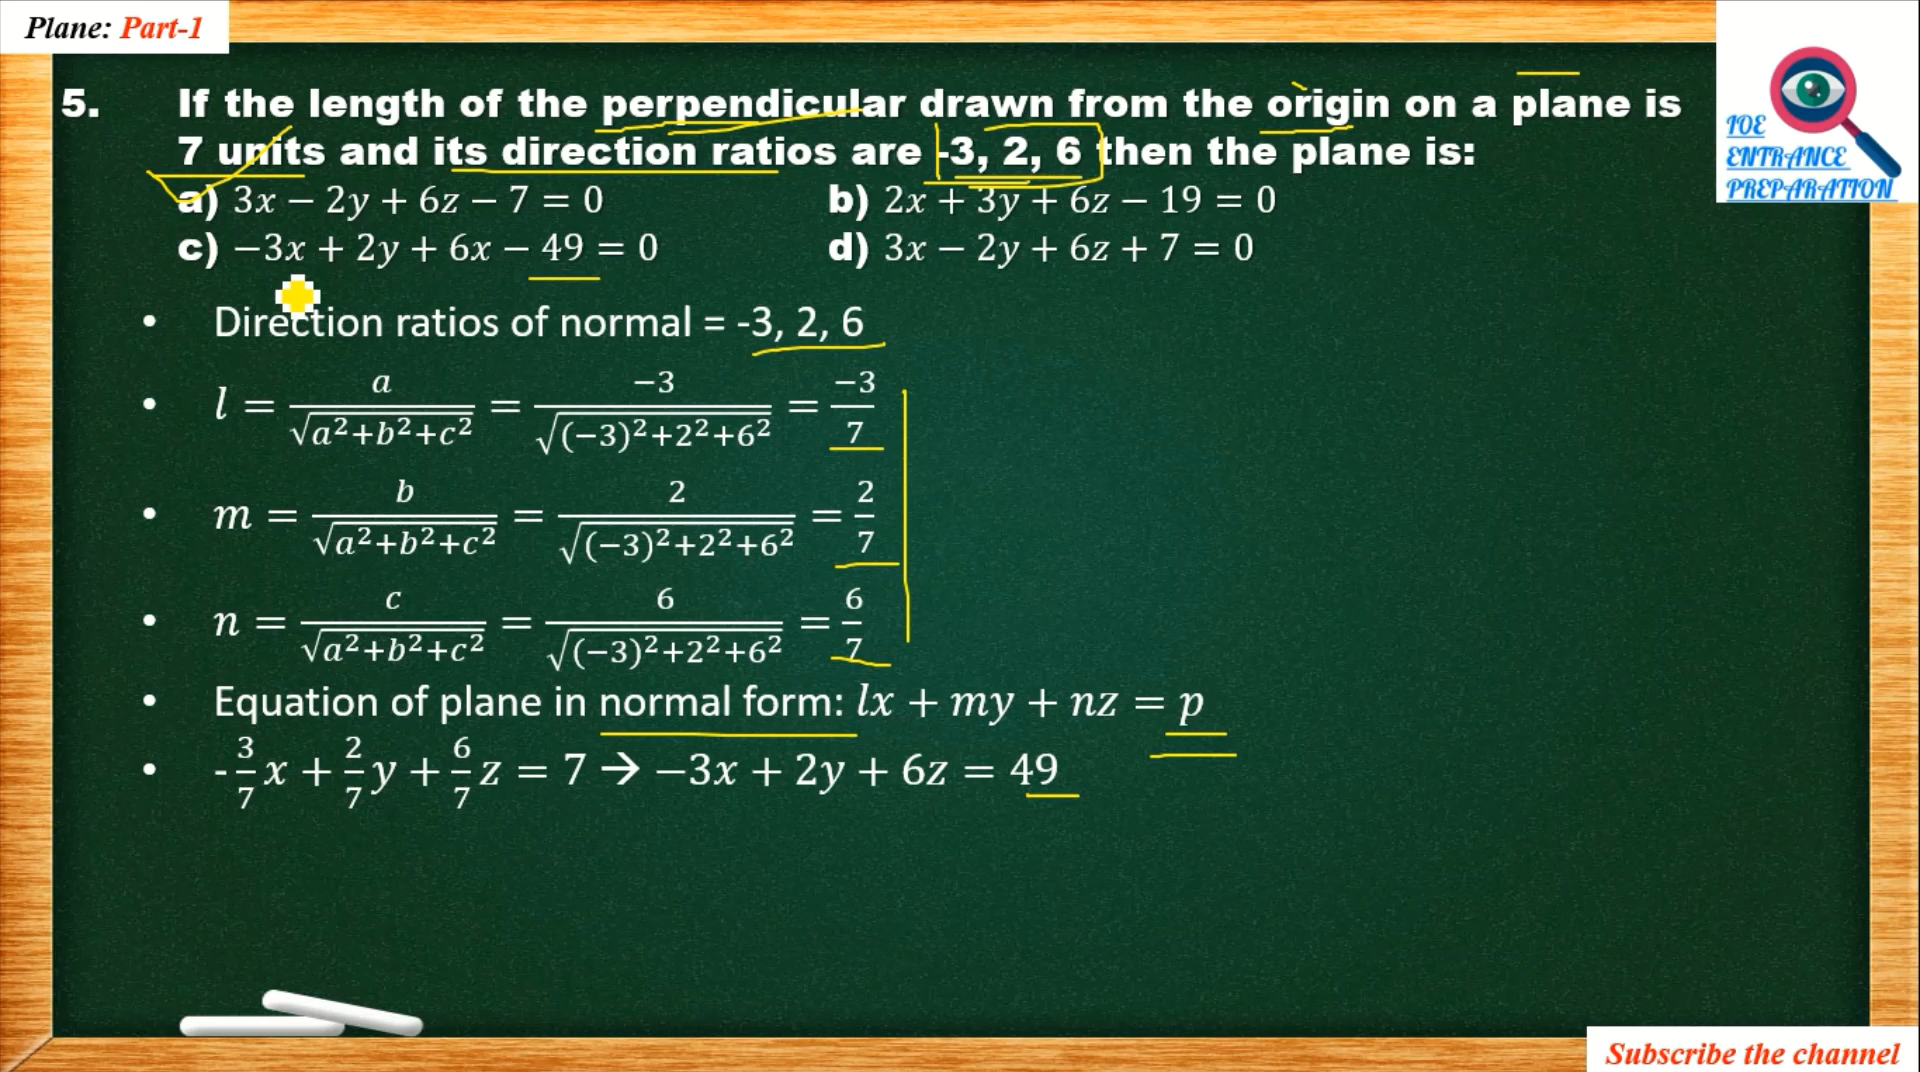 Plane: Part-1
5. If the length of the perpendicular drawn from the origin on a plane is
7 units and its direction ratios are -3, 2, 6 then the plane is:
a) 3x − 2y + 6z − 7 = 0 b) 2x + 3y + 6z − 19 = 0
c) −3x + 2y + 6x − 49 = 0 d) 3x − 2y + 6z + 7 = 0
• Direction ratios of normal = -3, 2, 6
• l = a/√(a²+b²+c²) = −3/√((−3)²+2²+6²) = −3/7
• m = b/√(a²+b²+c²) = 2/√((−3)²+2²+6²) = 2/7
• n = c/√(a²+b²+c²) = 6/√((−3)²+2²+6²) = 6/7
• Equation of plane in normal form: lx + my + nz = p
• -3/7x + 2/7y + 6/7z = 7 → −3x + 2y + 6z = 49
IOE
ENTRANCE
PREPARATION
Subscribe the channel